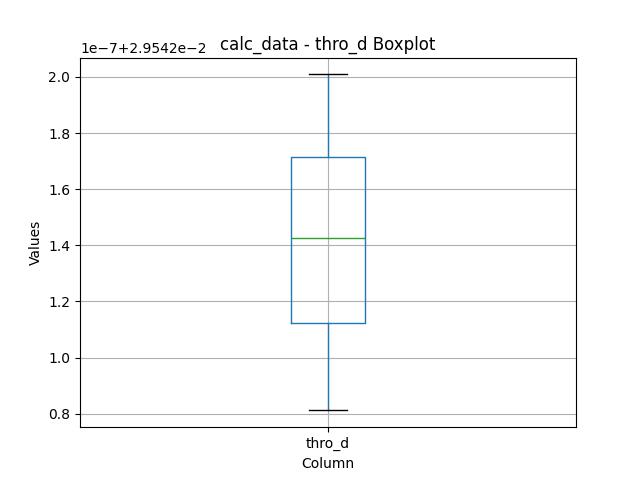 calc_data - thro_d Boxplot
1e−7+2.9542e−2
2.0
1.8
1.6
1.4
1.2
1.0
0.8
Values
thro_d
Column